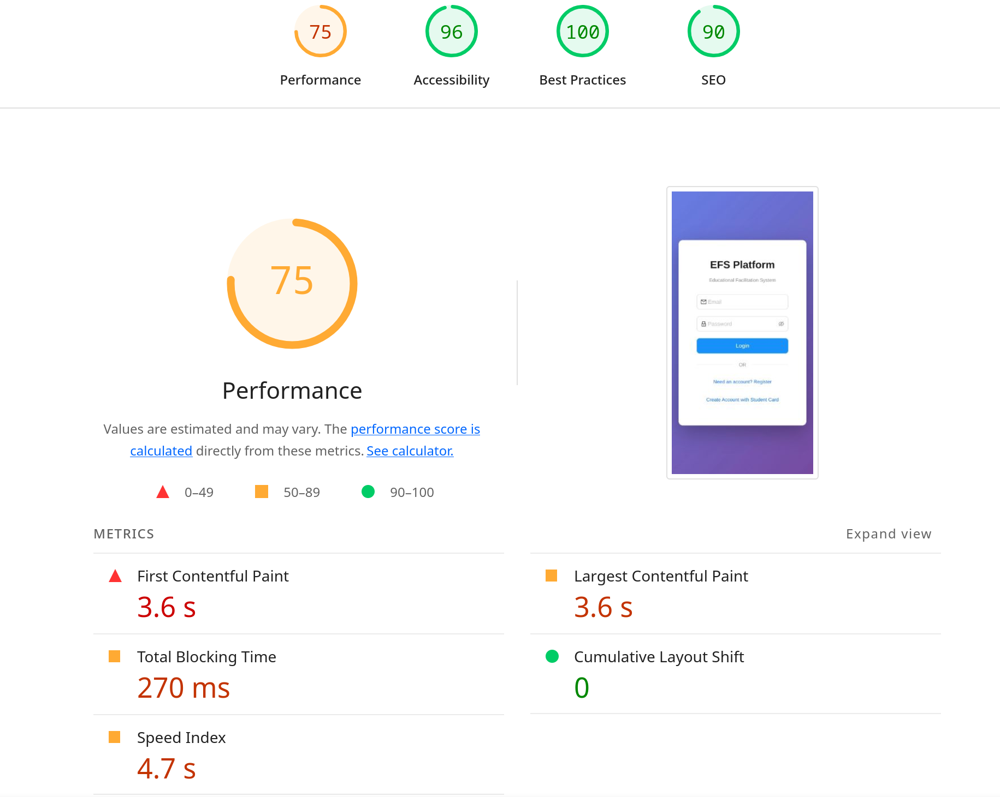 75
96
100
90
Performance
Accessibility
Best Practices
SEO
75
Performance
Values are estimated and may vary. The performance score is
calculated directly from these metrics. See calculator.
0–49
50–89
90–100
EFS Platform
Educational Facilitation System
Email
Password
Login
OR
Need an account? Register
Create Account with Student Card
METRICS
Expand view
First Contentful Paint
3.6 s
Largest Contentful Paint
3.6 s
Total Blocking Time
270 ms
Cumulative Layout Shift
0
Speed Index
4.7 s